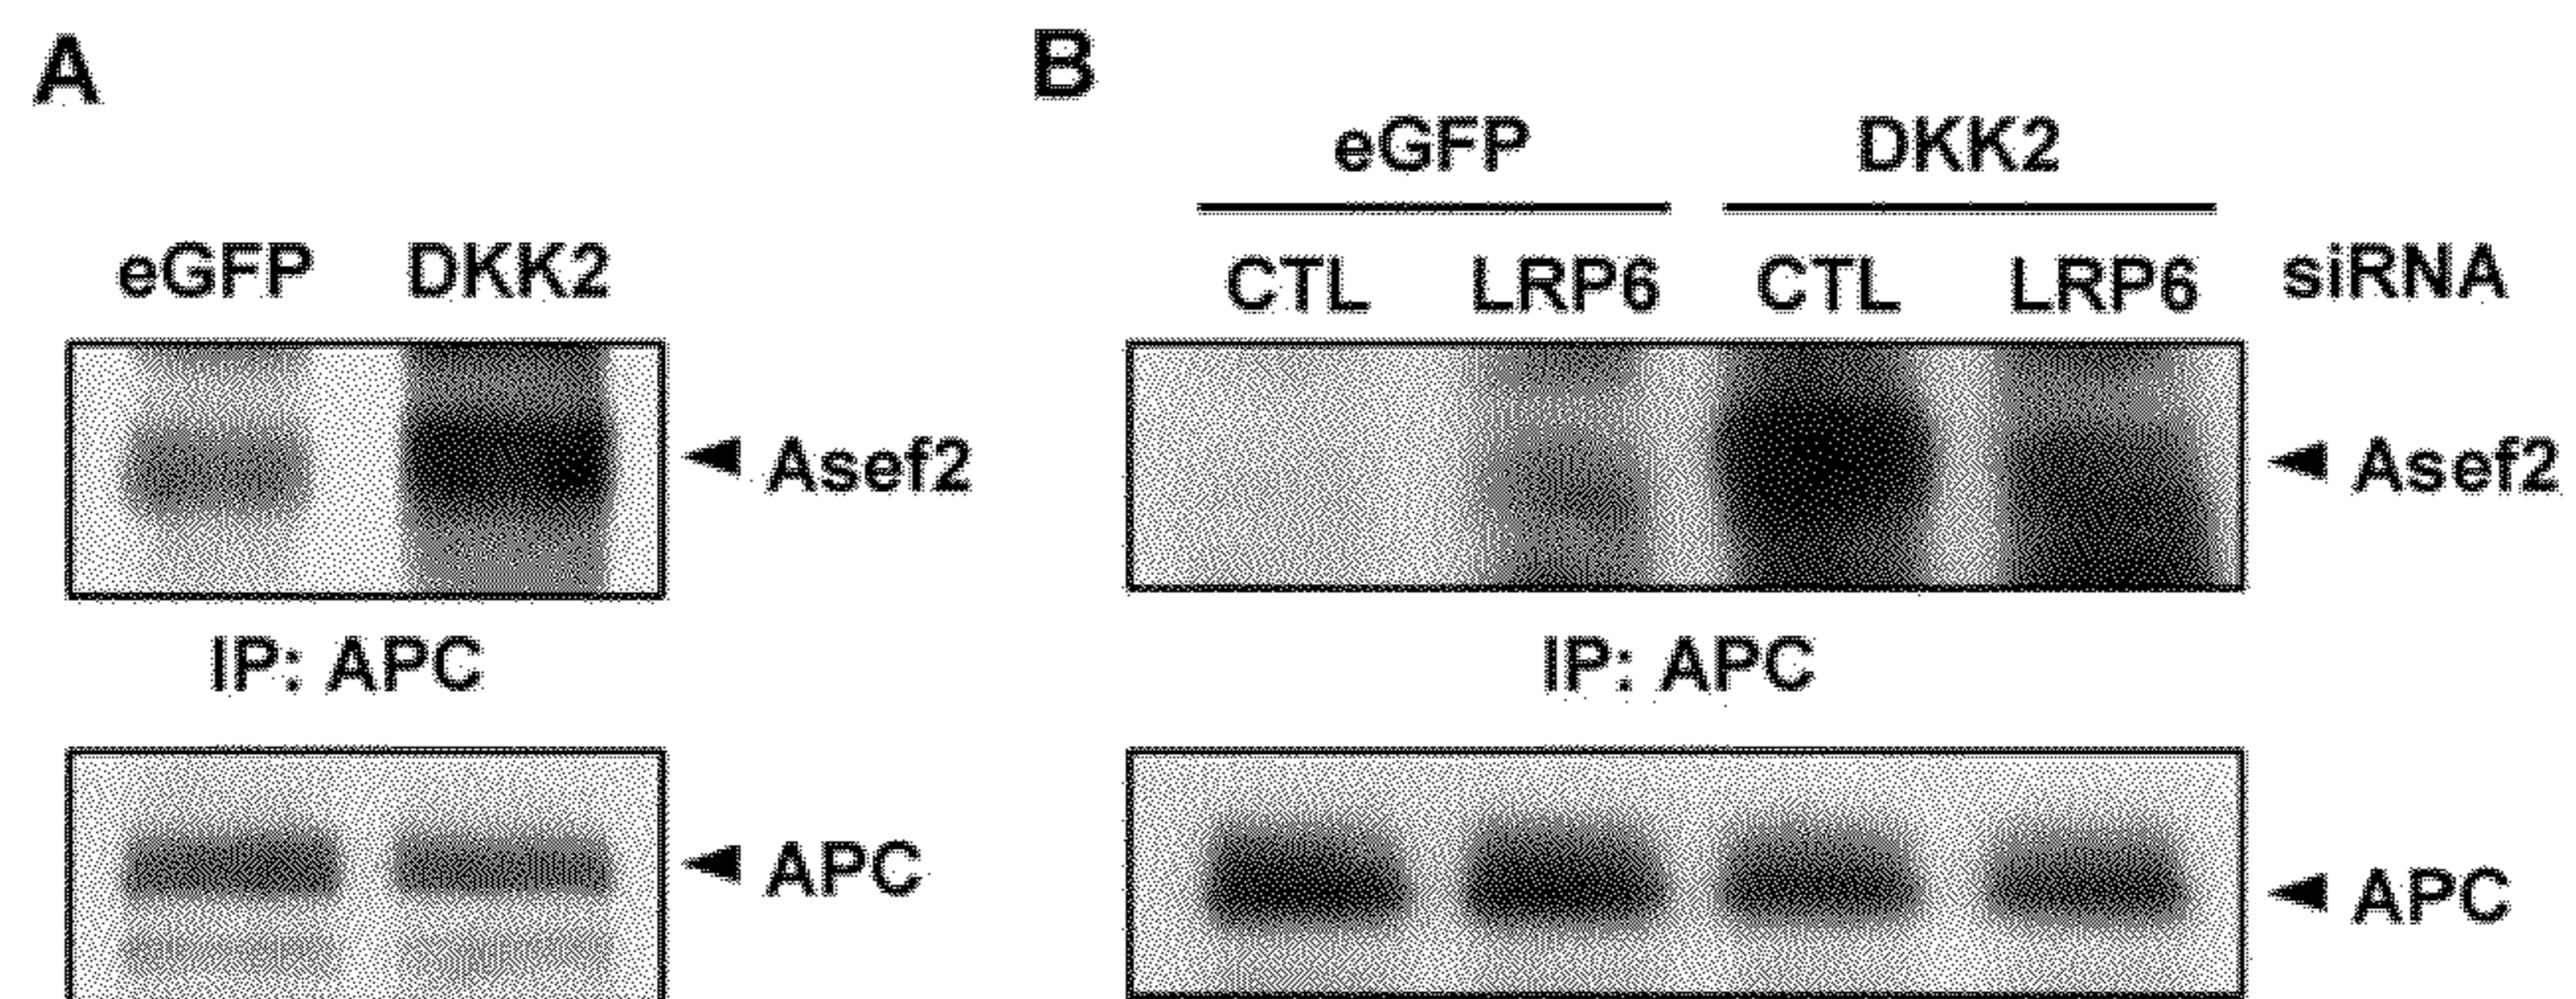 A
eGFP DKK2
Asef2
IP: APC
APC
B
eGFP DKK2
CTL LRP6 CTL LRP6 siRNA
Asef2
IP: APC
APC